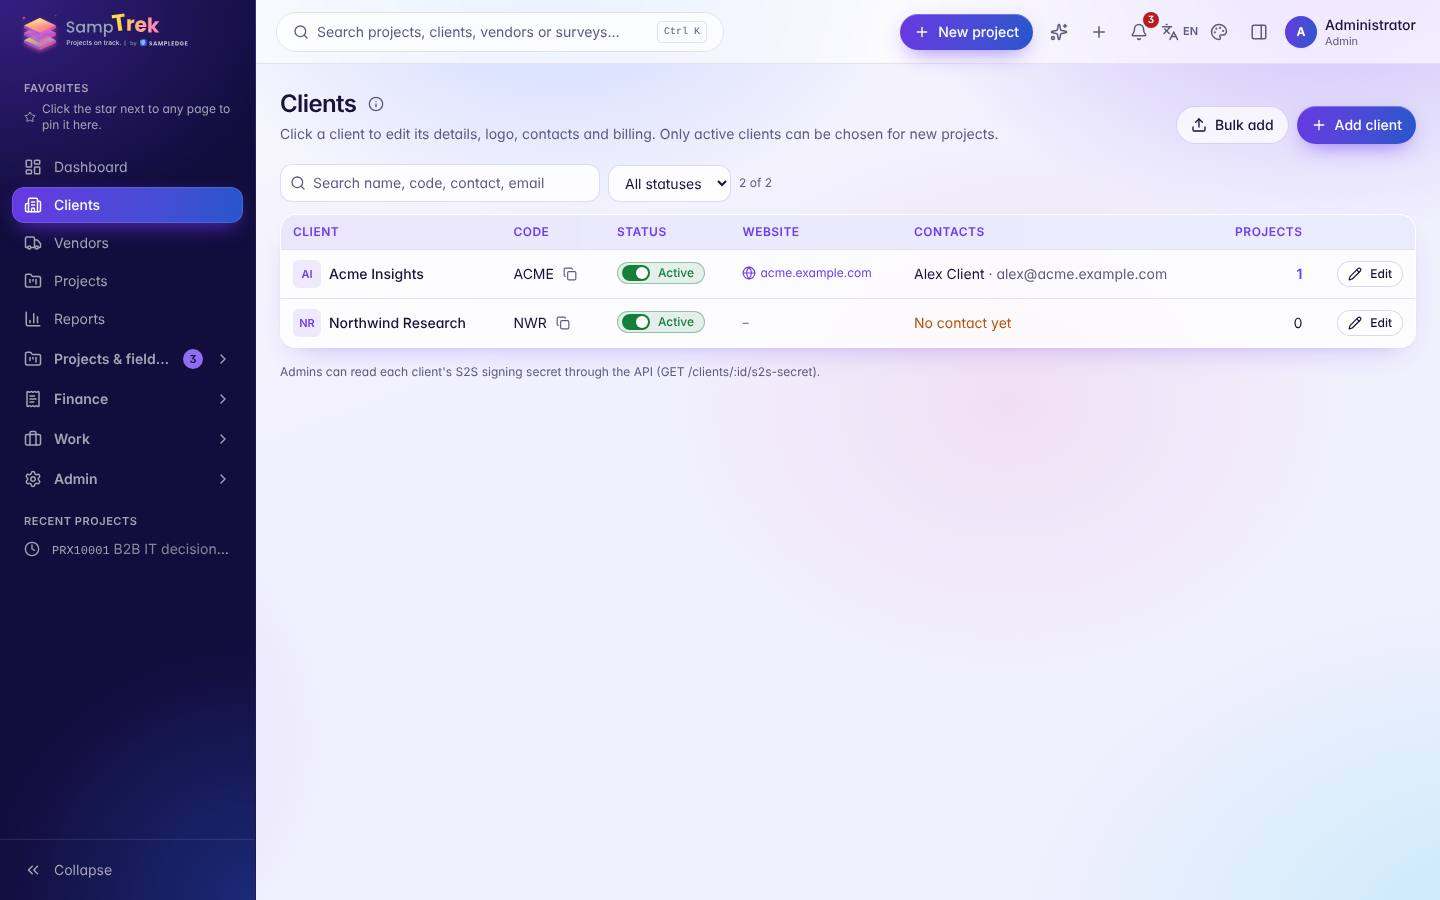 SampTrek
Projects on track. | by SAMPLEDGE
Search projects, clients, vendors or surveys...
Ctrl K
New project
3
EN
A
Administrator
Admin
FAVORITES
Click the star next to any page to
pin it here.
Dashboard
Clients
Vendors
Projects
Reports
Projects & field...
3
Finance
Work
Admin
RECENT PROJECTS
PRX10001 B2B IT decision...
Collapse
Clients
Click a client to edit its details, logo, contacts and billing. Only active clients can be chosen for new projects.
Bulk add
Add client
Search name, code, contact, email
All statuses
2 of 2
CLIENT CODE STATUS WEBSITE CONTACTS PROJECTS
AI Acme Insights ACME Active acme.example.com Alex Client · alex@acme.example.com 1 Edit
NR Northwind Research NWR Active – No contact yet 0 Edit
Admins can read each client's S2S signing secret through the API (GET /clients/:id/s2s-secret).